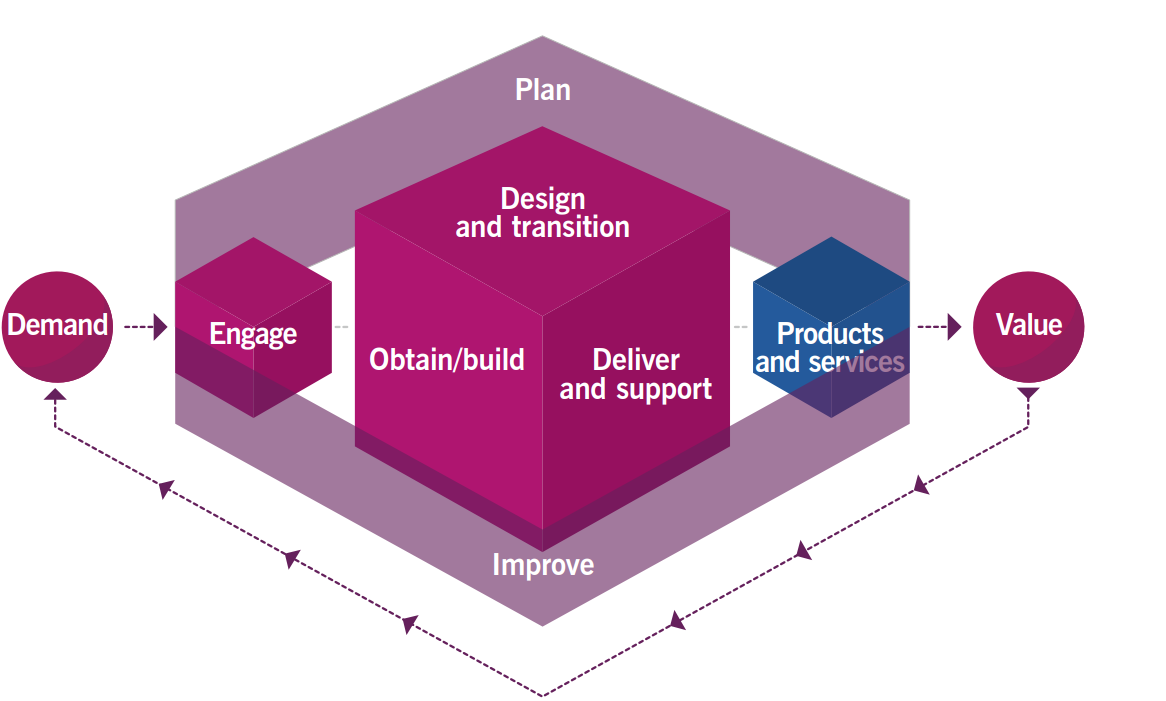 Plan
Design
and transition
Demand
Engage
Obtain/build
Deliver
and support
Products
and services
Value
Improve